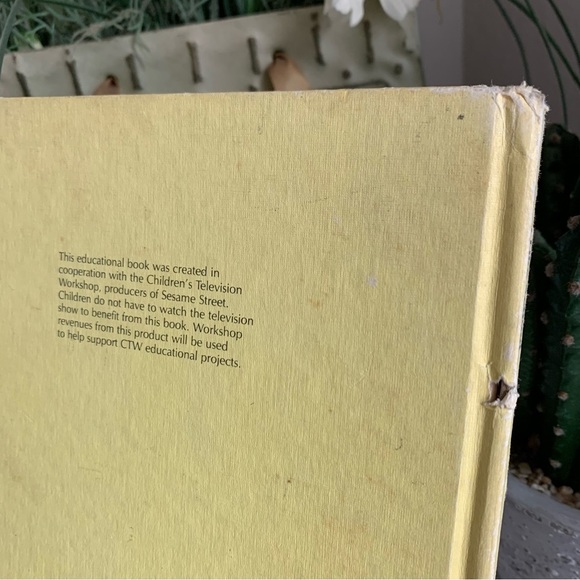 This educational book was created in
cooperation with the Children's Television
Workshop, producers of Sesame Street.
Children do not have to watch the television
show to benefit from this book. Workshop
revenues from this product will be used
to help support CTW educational projects.